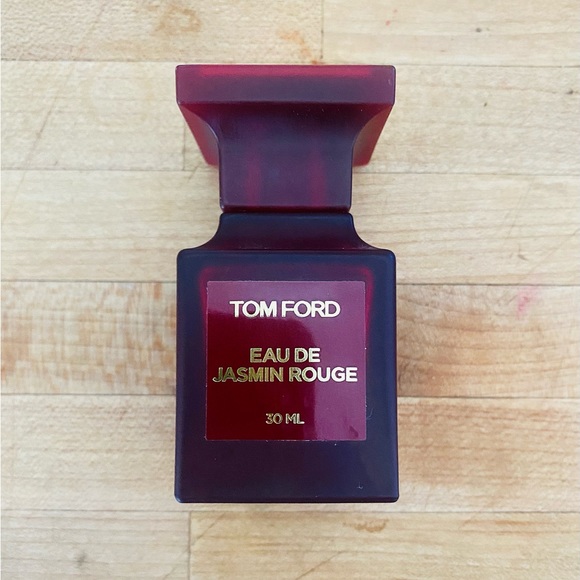 TOM FORD
EAU DE
JASMIN ROUGE
30 ML